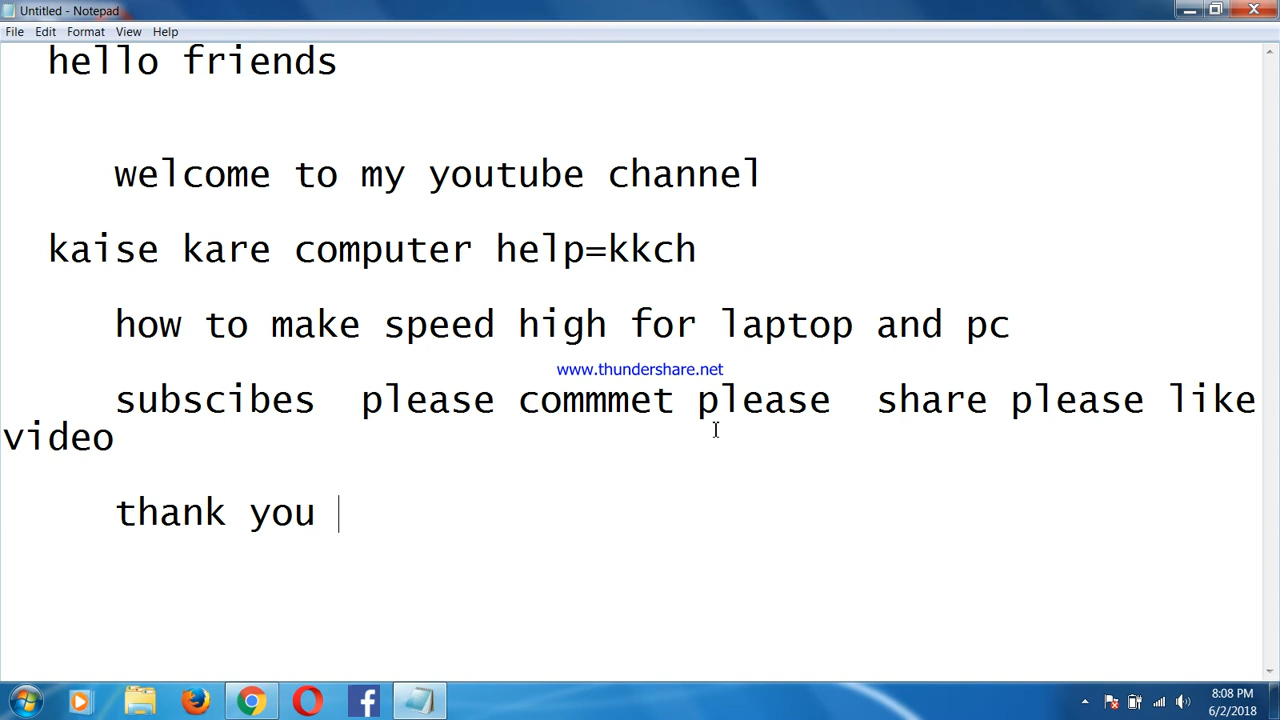 Untitled - Notepad
File Edit Format View Help
hello friends
welcome to my youtube channel
kaise kare computer help=kkch
how to make speed high for laptop and pc
www.thundershare.net
subscibes please commmet please share please like
video
thank you
8:08 PM
6/2/2018